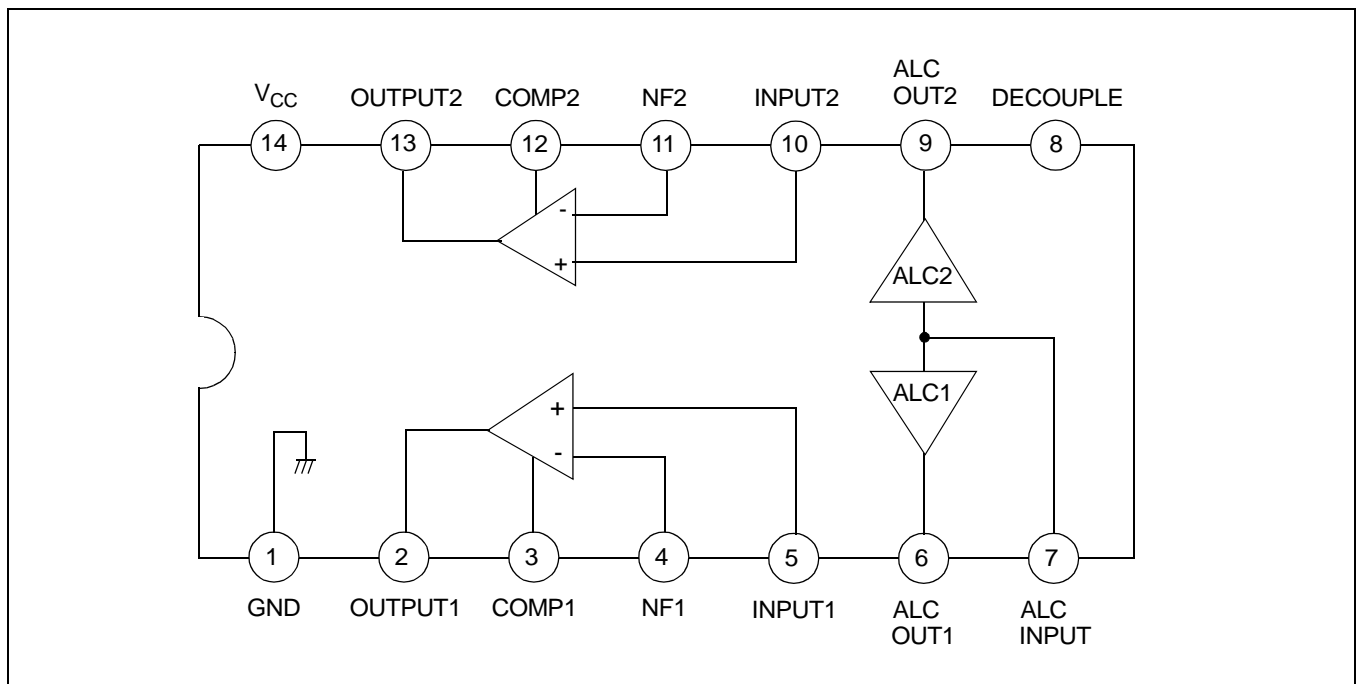 VCC
OUTPUT2
COMP2
NF2
INPUT2
ALC
OUT2
DECOUPLE
14
13
12
11
10
9
8
-
+
ALC2
ALC1
+
-
1
2
3
4
5
6
7
GND
OUTPUT1
COMP1
NF1
INPUT1
ALC
OUT1
ALC
INPUT